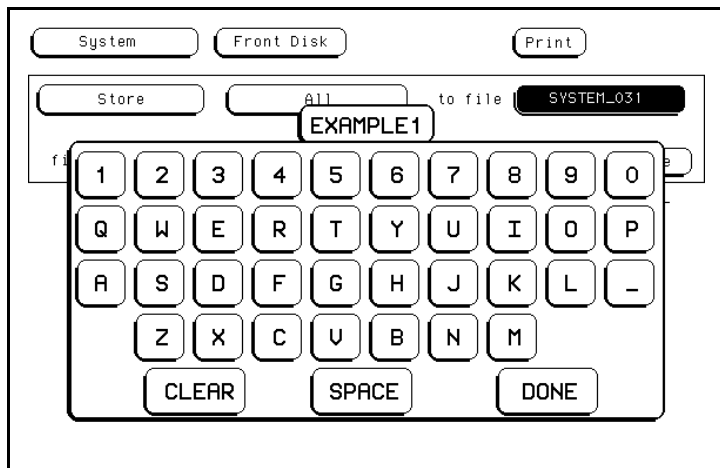 System Front Disk Print
Store All to file SYSTEM_031
EXAMPLE1
fi e
1 2 3 4 5 6 7 8 9 0
Q W E R T Y U I O P
A S D F G H J K L _
Z X C V B N M
CLEAR SPACE DONE